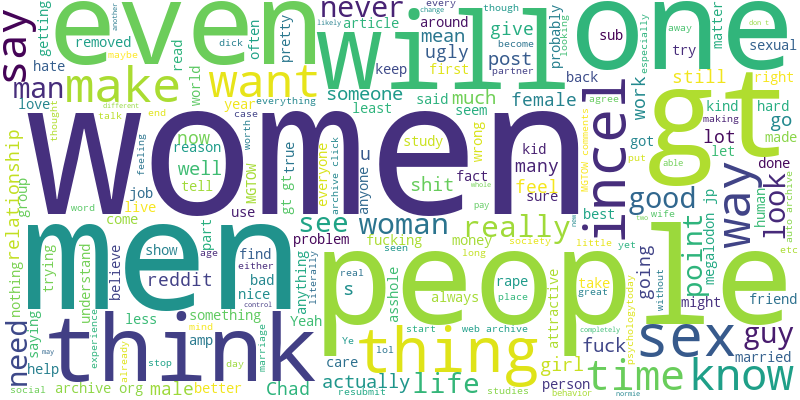 say
getting
another
removed
maybe
even
dick
often
pretty
will
never
around
mean
ugly
article
give
post
every
change
likely
become
partner
though
looking
probably
one
sub
especially
away
try
don t
matter
sexual
hate
man
love
make
read
world
want
year
everything
someone
least
keep
said
seem
much
first
female
back
agree
work
still
kind
making
right
hard
go
made
thought
different
talk
end
women
now
reason
well
tell
case
worth
MGTOW
feeling
gt gt
true
everyone
archive click
u
anyone
study
shit
kid
many
fact
feel
sure
wrong
incel
MGTOW comments
got
put
gt
lot
let
able
done
group
relationship
word
job
live
come
use
whole
pay
see
woman
really
good
best
two
wife
way
look
human
auto archive
men
nothing
trying
understand
believe
show
apart
age
find
either
bad
nice
problem
anything
literally
fucking
seen
money
society
long
new
little
yet
going
without
point
megalodon jp
etc
might
friend
reddit
people
s
real
asshole
always
rape
place
attractive
take
great
psychologytoday
need
saying
help
may
think
less
experience
already
stop
something
amp
mind
control
marriage
day
Yeah
Ye
lol
thing
start
web archive
completely
girl
fuck
sex
guy
married
social
archive org
male
better
Chad
care
resubmit
actually
life
studies
person
behavior
time
normie
know